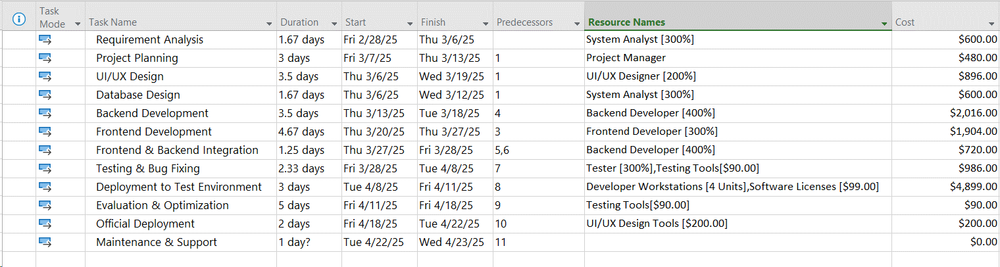 Task Mode Task Name Duration Start Finish Predecessors Resource Names Cost
Requirement Analysis 1.67 days Fri 2/28/25 Thu 3/6/25 System Analyst [300%] $600.00
Project Planning 3 days Fri 3/7/25 Thu 3/13/25 1 Project Manager $480.00
UI/UX Design 3.5 days Thu 3/6/25 Wed 3/19/25 1 UI/UX Designer [200%] $896.00
Database Design 1.67 days Thu 3/6/25 Wed 3/12/25 1 System Analyst [300%] $600.00
Backend Development 3.5 days Thu 3/13/25 Tue 3/18/25 4 Backend Developer [400%] $2,016.00
Frontend Development 4.67 days Thu 3/20/25 Thu 3/27/25 3 Frontend Developer [300%] $1,904.00
Frontend & Backend Integration 1.25 days Thu 3/27/25 Fri 3/28/25 5,6 Backend Developer [400%] $720.00
Testing & Bug Fixing 2.33 days Fri 3/28/25 Tue 4/8/25 7 Tester [300%],Testing Tools[$90.00] $986.00
Deployment to Test Environment 3 days Tue 4/8/25 Fri 4/11/25 8 Developer Workstations [4 Units],Software Licenses [$99.00] $4,899.00
Evaluation & Optimization 5 days Fri 4/11/25 Fri 4/18/25 9 Testing Tools[$90.00] $90.00
Official Deployment 2 days Fri 4/18/25 Tue 4/22/25 10 UI/UX Design Tools [$200.00] $200.00
Maintenance & Support 1 day? Tue 4/22/25 Wed 4/23/25 11 $0.00